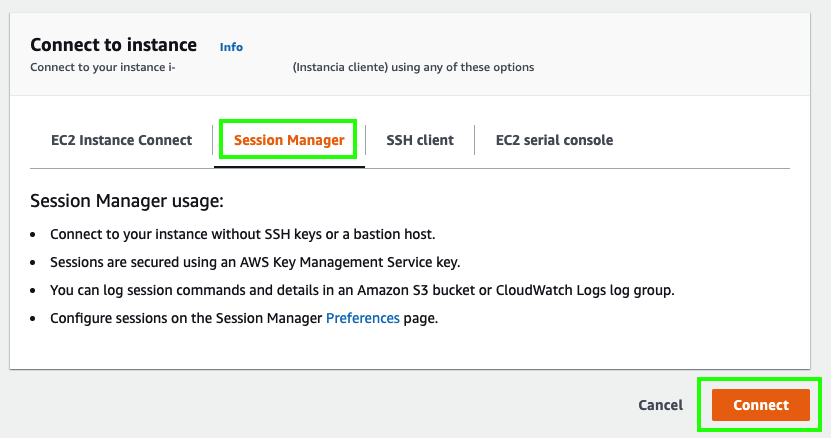 Connect to instance Info
Connect to your instance i- (Instancia cliente) using any of these options
EC2 Instance Connect Session Manager SSH client EC2 serial console
Session Manager usage:
• Connect to your instance without SSH keys or a bastion host.
• Sessions are secured using an AWS Key Management Service key.
• You can log session commands and details in an Amazon S3 bucket or CloudWatch Logs log group.
• Configure sessions on the Session Manager Preferences page.
Cancel Connect